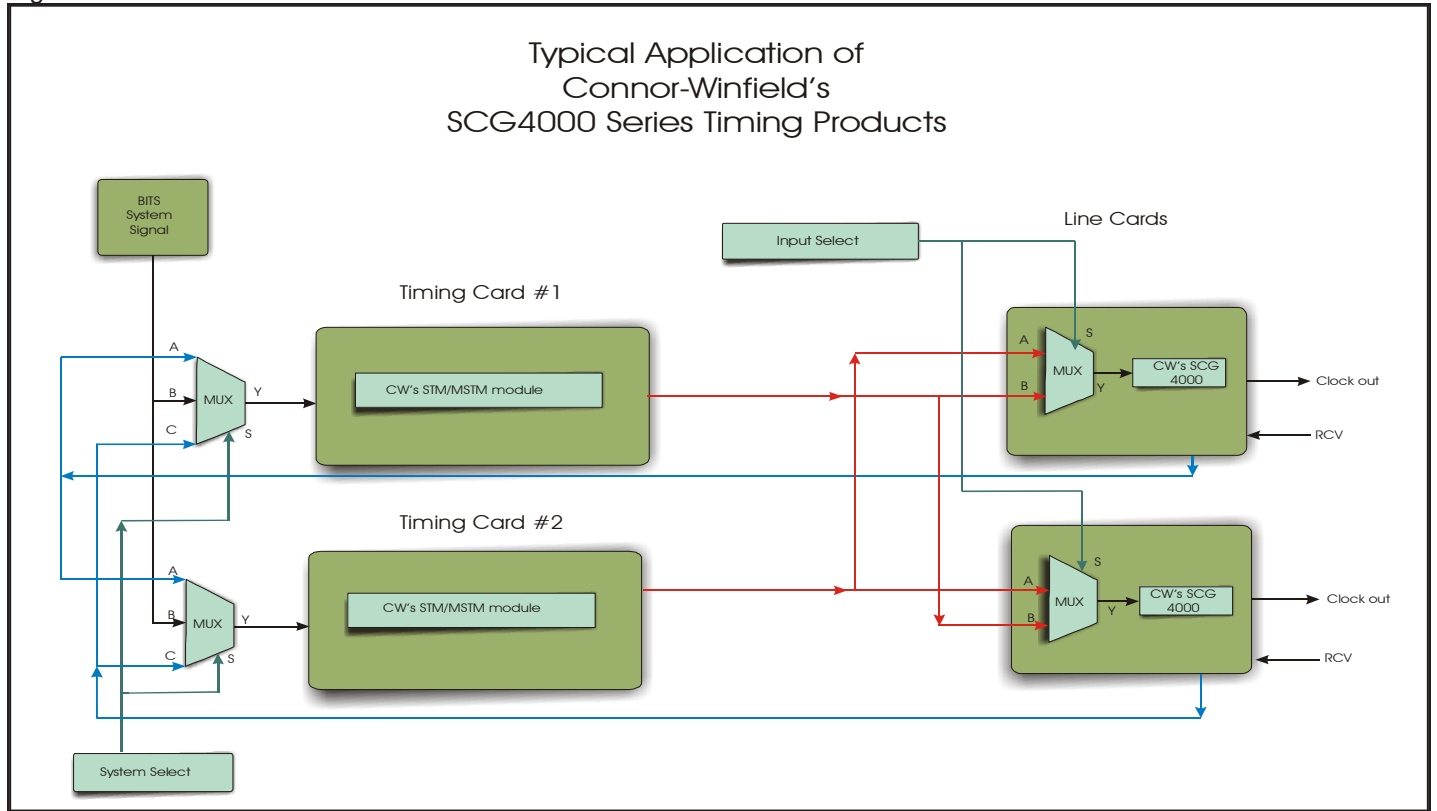 Typical Application of
Connor-Winfield's
SCG4000 Series Timing Products
BITS
System
Signal
Input Select
Line Cards
Timing Card #1
A
B
C
MUX
Y
S
CW's STM/MSTM module
A
B
S
MUX
Y
CW's SCG
4000
Clock out
RCV
Timing Card #2
A
B
C
MUX
Y
S
CW's STM/MSTM module
A
B
S
MUX
Y
CW's SCG
4000
Clock out
RCV
System Select